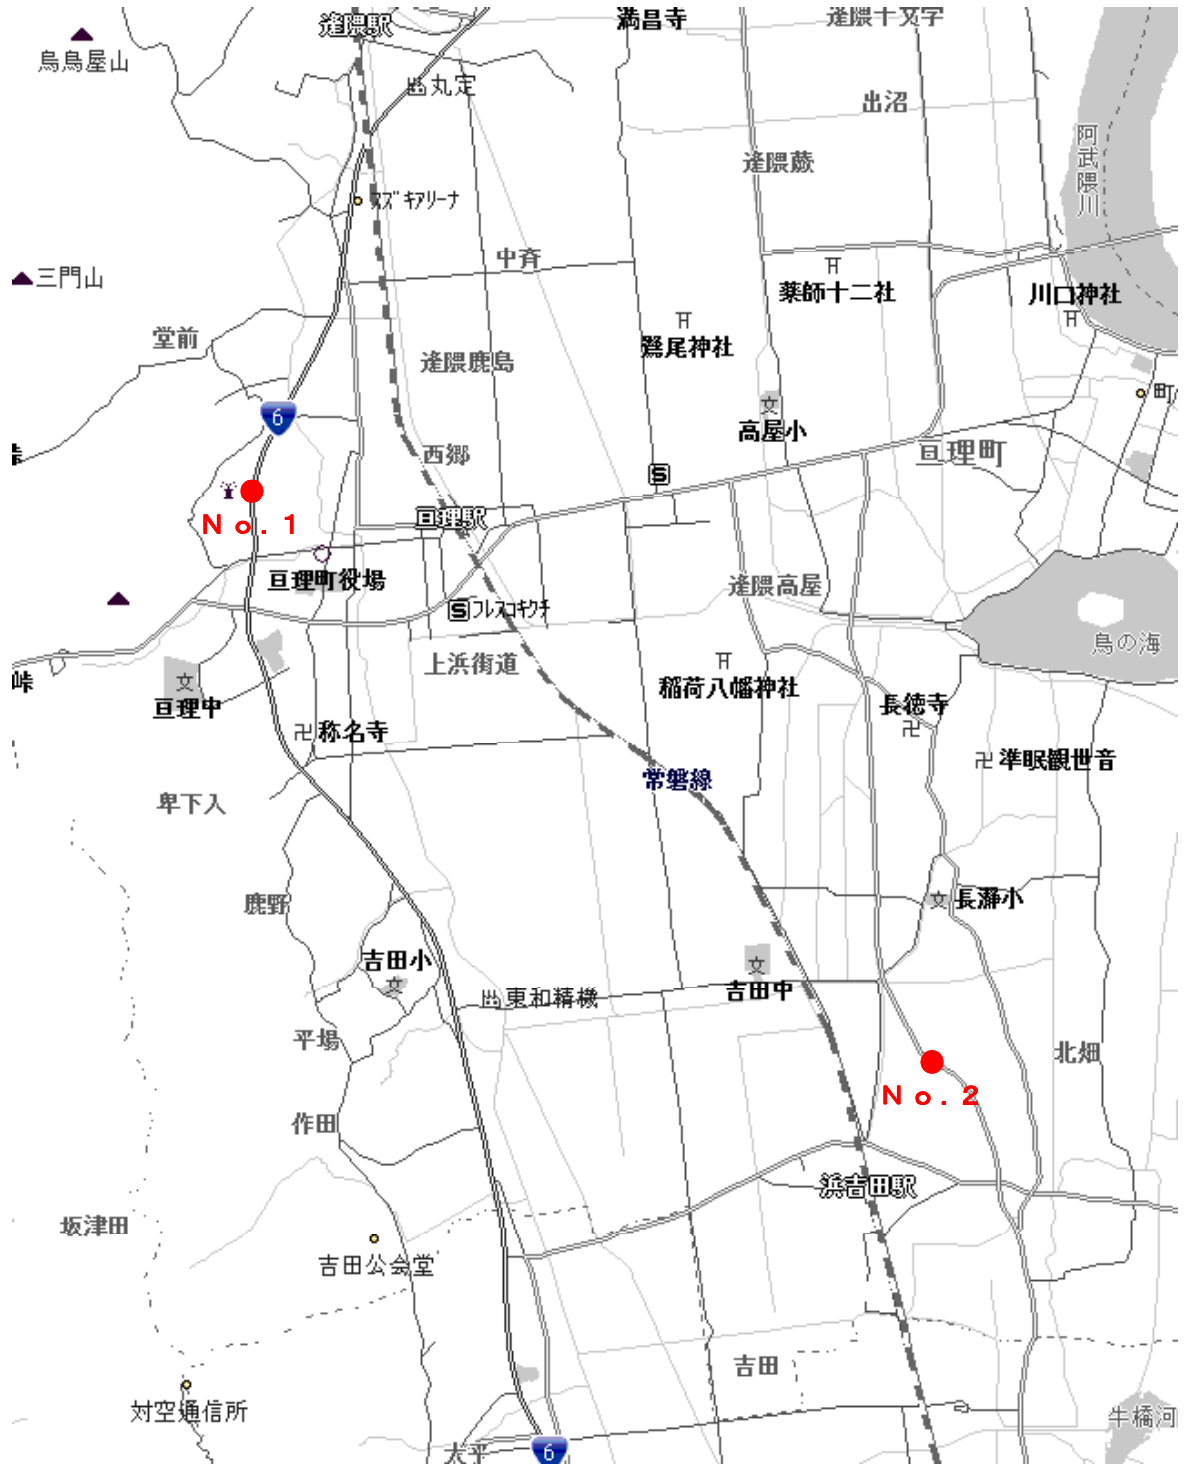 逢隈駅
満昌寺
逢隈十文字
烏鳥屋山
丸定
出沼
阿武隈川
逢隈蕨
スズキアリーナ
中斉
三門山
薬師十二社
川口神社
堂前
鷲尾神社
逢隈鹿島
町
6
高屋小
西郷
亘理町
S
No.1
亘理駅
亘理町役場
逢隈高屋
S フレスコキクチ
鳥の海
上浜街道
峠
稲荷八幡神社
亘理中
長徳寺
称名寺
準眠観世音
常磐線
卑下入
鹿野
長瀞小
吉田小
吉田中
東和精機
平場
北畑
No.2
作田
浜吉田駅
坂津田
吉田公会堂
吉田
対空通信所
牛橋河
大平
6